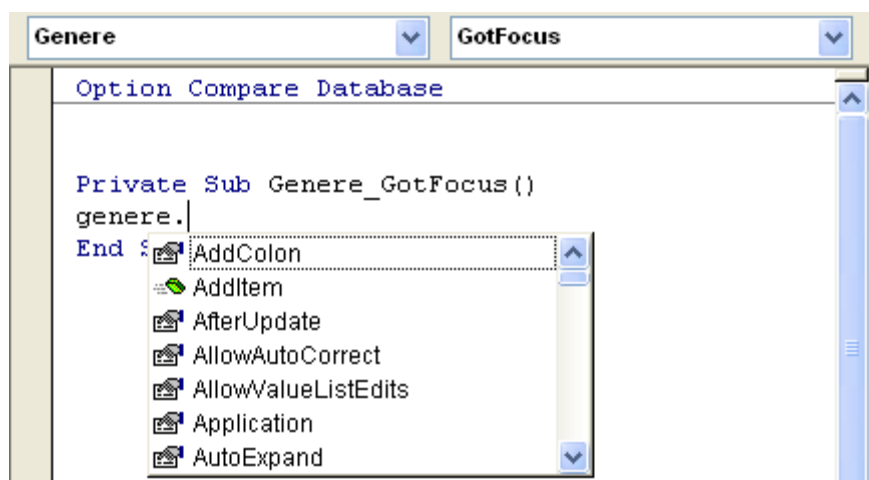 Genere GotFocus
Option Compare Database
Private Sub Genere_GotFocus()
genere.
End S
AddColon
AddItem
AfterUpdate
AllowAutoCorrect
AllowValueListEdits
Application
AutoExpand